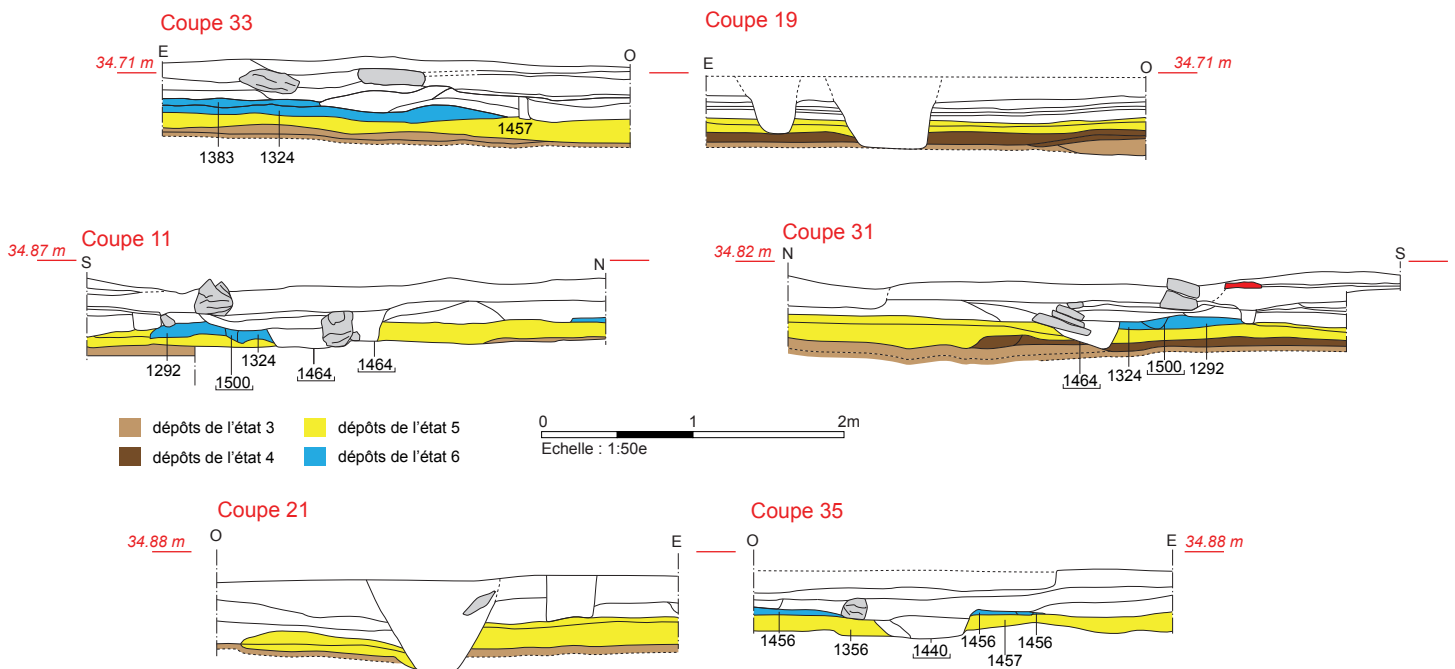 Coupe 33
E
O
34.71 m
1457
1383
1324
Coupe 19
E
O
34.71 m
Coupe 11
34.87 m
S
N
1292
1500
1324
1464
1464
Coupe 31
34.82 m
N
S
1464
1324
1500
1292
dépôts de l'état 3
dépôts de l'état 5
dépôts de l'état 4
dépôts de l'état 6
0
1
2m
Echelle : 1:50e
Coupe 21
O
E
34.88 m
Coupe 35
O
E
34.88 m
1456
1356
1440
1456
1457
1456